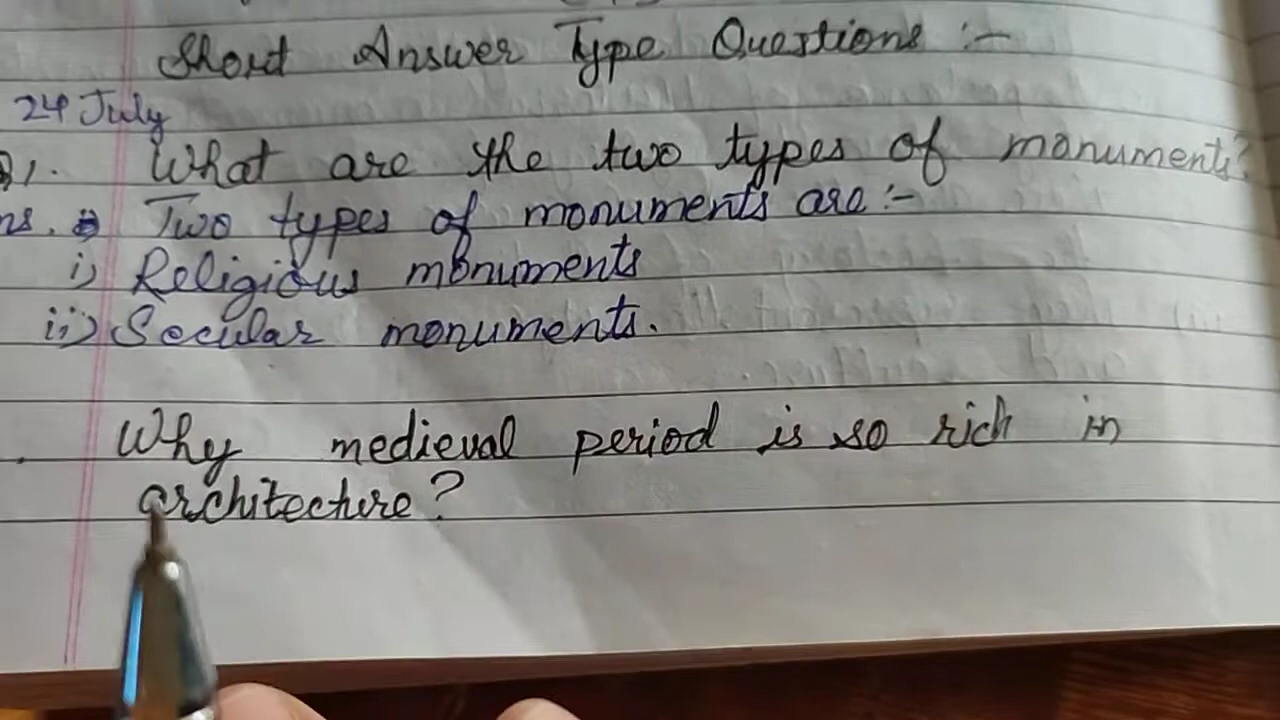 Short Answer Type Questions :-
24 July
Q1. What are the two types of monuments?
ns. Two types of monuments are :-
i) Religious monuments
ii) Secular monuments.
. Why medieval period is so rich in
architecture?